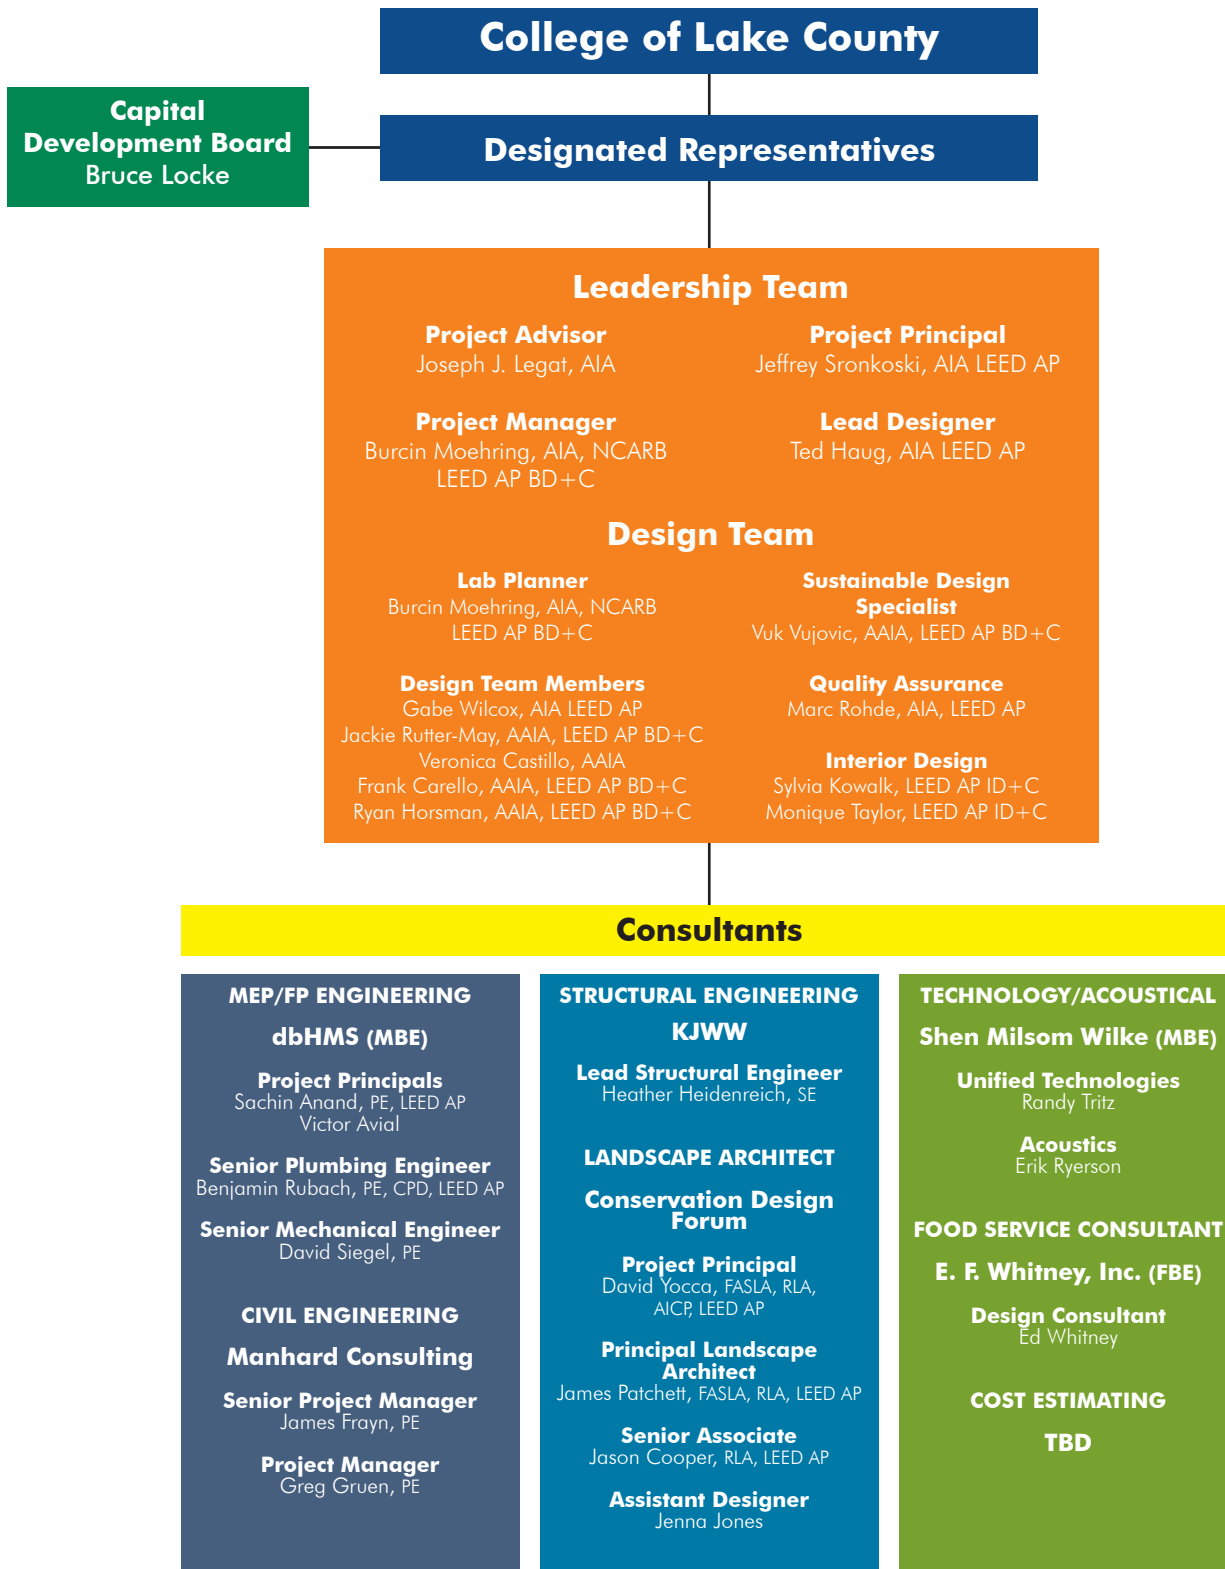 College of Lake County
Capital
Development Board
Bruce Locke
Designated Representatives
Leadership Team
Project Advisor
Joseph J. Legat, AIA
Project Principal
Jeffrey Sronkoski, AIA LEED AP
Project Manager
Burcin Moehring, AIA, NCARB
LEED AP BD+C
Lead Designer
Ted Haug, AIA LEED AP
Design Team
Lab Planner
Burcin Moehring, AIA, NCARB
LEED AP BD+C
Sustainable Design
Specialist
Vuk Vujovic, AAIA, LEED AP BD+C
Design Team Members
Gabe Wilcox, AIA LEED AP
Jackie Rutter-May, AAIA, LEED AP BD+C
Veronica Castillo, AAIA
Frank Carello, AAIA, LEED AP BD+C
Ryan Horsman, AAIA, LEED AP BD+C
Quality Assurance
Marc Rohde, AIA, LEED AP
Interior Design
Sylvia Kowalk, LEED AP ID+C
Monique Taylor, LEED AP ID+C
Consultants
MEP/FP ENGINEERING
dbHMS (MBE)
Project Principals
Sachin Anand, PE, LEED AP
Victor Avial
Senior Plumbing Engineer
Benjamin Rubach, PE, CPD, LEED AP
Senior Mechanical Engineer
David Siegel, PE
CIVIL ENGINEERING
Manhard Consulting
Senior Project Manager
James Frayn, PE
Project Manager
Greg Gruen, PE
STRUCTURAL ENGINEERING
KJWW
Lead Structural Engineer
Heather Heidenreich, SE
LANDSCAPE ARCHITECT
Conservation Design
Forum
Project Principal
David Yocca, FASLA, RLA,
AICP, LEED AP
Principal Landscape
Architect
James Patchett, FASLA, RLA, LEED AP
Senior Associate
Jason Cooper, RLA, LEED AP
Assistant Designer
Jenna Jones
TECHNOLOGY/ACOUSTICAL
Shen Milsom Wilke (MBE)
Unified Technologies
Randy Tritz
Acoustics
Erik Ryerson
FOOD SERVICE CONSULTANT
E. F. Whitney, Inc. (FBE)
Design Consultant
Ed Whitney
COST ESTIMATING
TBD